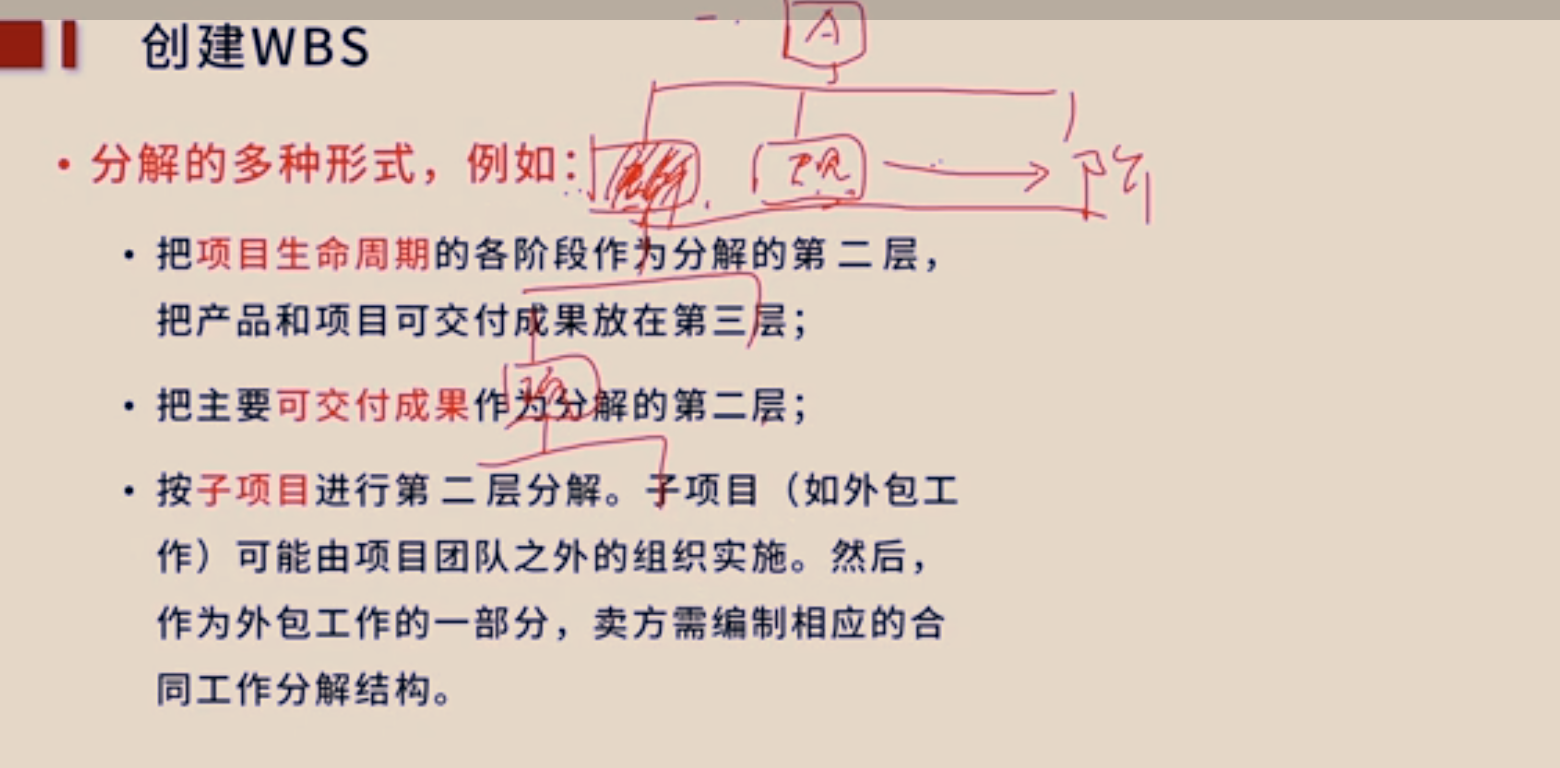 创建WBS
A
• 分解的多种形式，例如：
• 把项目生命周期的各阶段作为分解的第二层，
把产品和项目可交付成果放在第三层；
• 把主要可交付成果作为分解的第二层；
• 按子项目进行第二层分解。子项目（如外包工
作）可能由项目团队之外的组织实施。然后，
作为外包工作的一部分，卖方需编制相应的合
同工作分解结构。